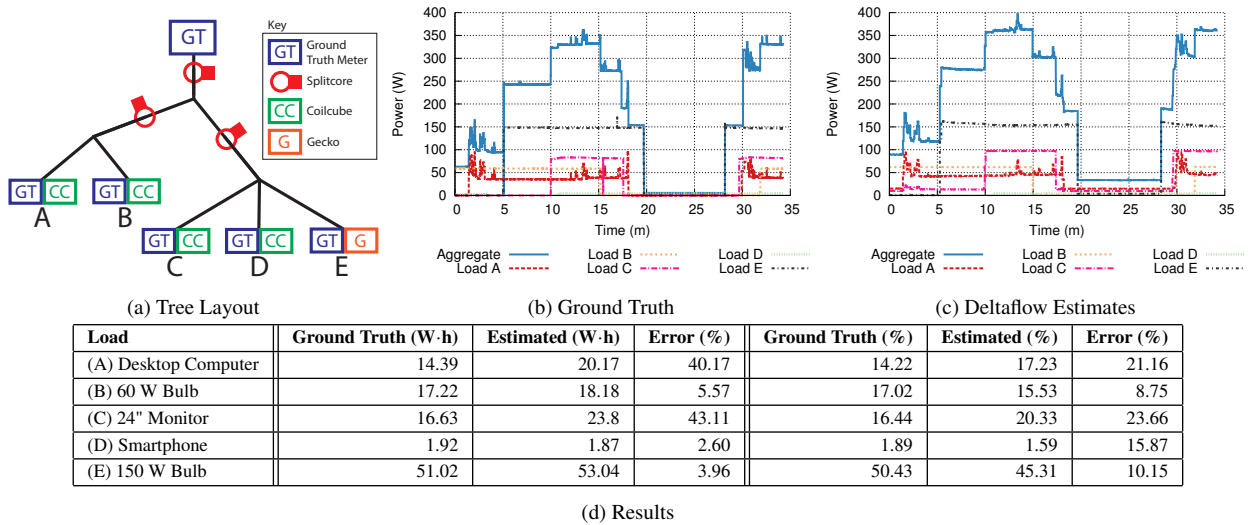 GT
Key
GT Ground Truth Meter
Splitcore
CC Coilcube
G Gecko
GT CC
A
GT CC
B
GT CC
C
GT CC
D
GT G
E
(a) Tree Layout
Power (W)
400
350
300
250
200
150
100
50
0
0 5 10 15 20 25 30 35
Time (m)
Aggregate Load B Load D
Load A Load C Load E
(b) Ground Truth
Power (W)
400
350
300
250
200
150
100
50
0
0 5 10 15 20 25 30 35
Time (m)
Aggregate Load B Load D
Load A Load C Load E
(c) Deltaflow Estimates
Load Ground Truth (W·h) Estimated (W·h) Error (%) Ground Truth (%) Estimated (%) Error (%)
(A) Desktop Computer 14.39 20.17 40.17 14.22 17.23 21.16
(B) 60 W Bulb 17.22 18.18 5.57 17.02 15.53 8.75
(C) 24" Monitor 16.63 23.8 43.11 16.44 20.33 23.66
(D) Smartphone 1.92 1.87 2.60 1.89 1.59 15.87
(E) 150 W Bulb 51.02 53.04 3.96 50.43 45.31 10.15
(d) Results